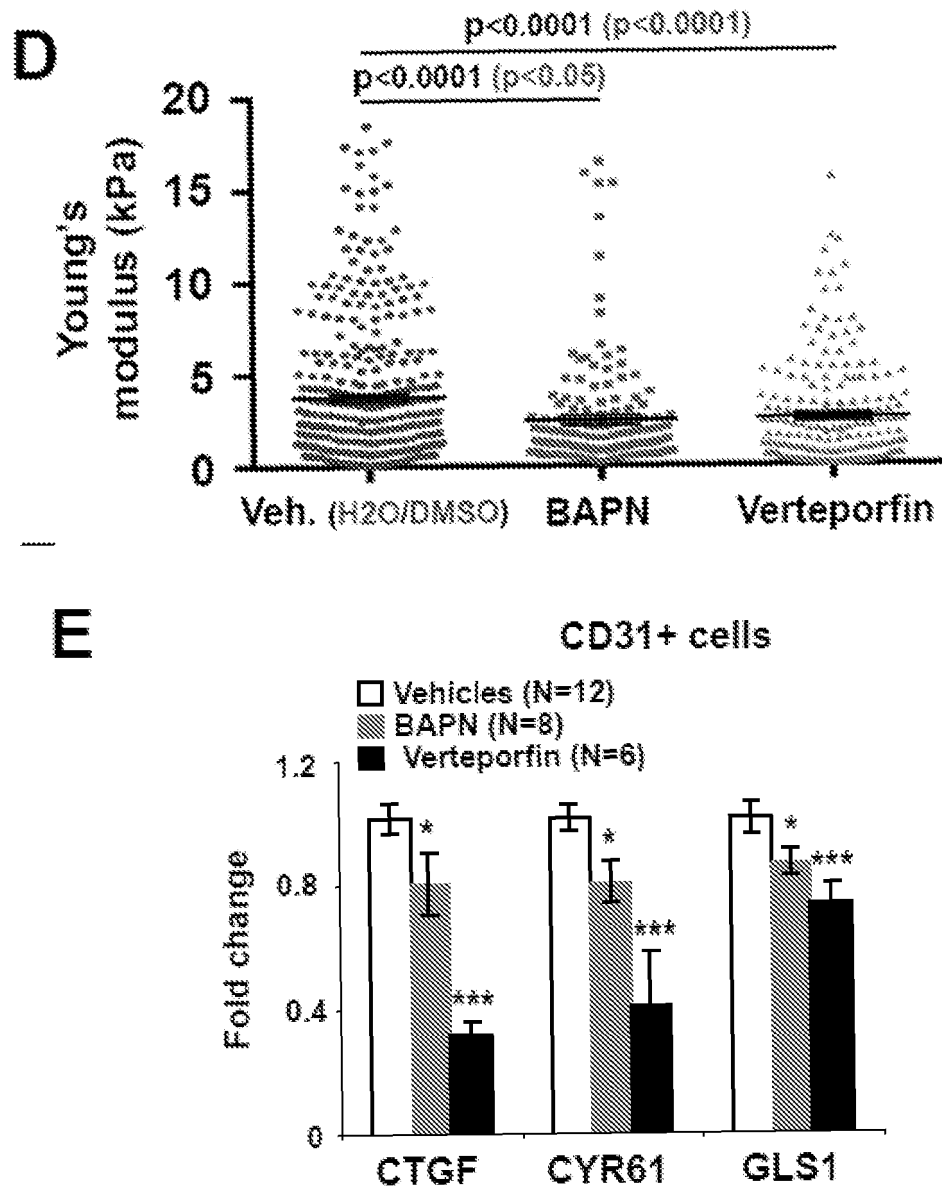 D
p<0.0001 (p<0.0001)
p<0.0001 (p<0.05)
Young's
modulus (kPa)
20
15
10
5
0
Veh. (H2O/DMSO) BAPN Verteporfin
E
CD31+ cells
Vehicles (N=12)
BAPN (N=8)
Verteporfin (N=6)
Fold change
1.2
0.8
0.4
0
* *** * *** * ***
CTGF CYR61 GLS1